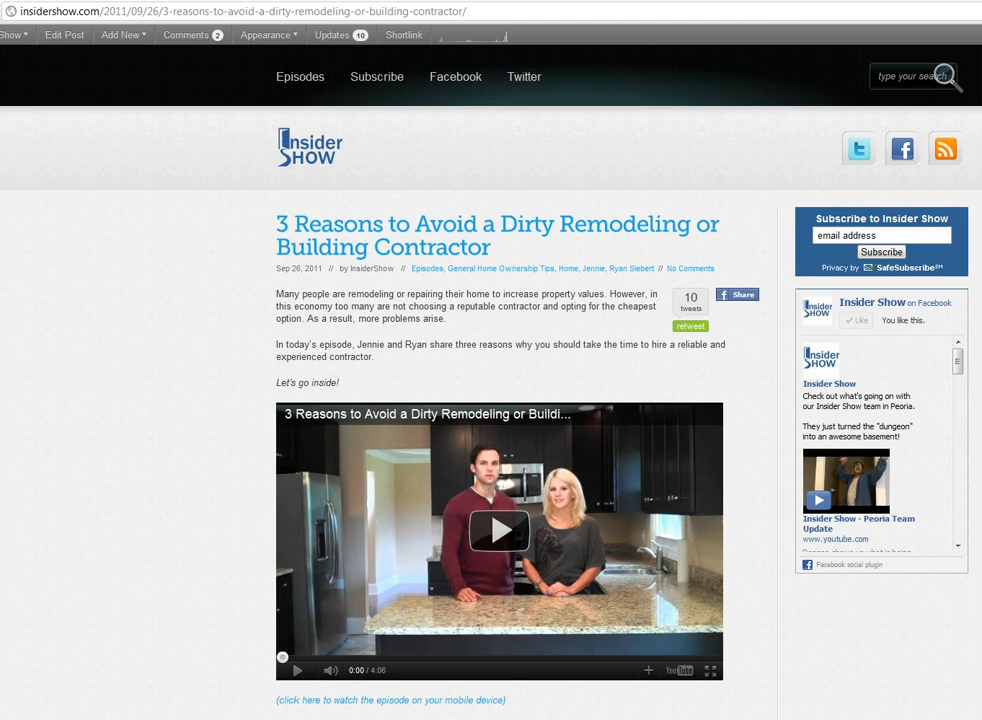 insidershow.com/2011/09/26/3-reasons-to-avoid-a-dirty-remodeling-or-building-contractor/
Show Edit Post Add New Comments 2 Appearance Updates 10 Shortlink
Episodes Subscribe Facebook Twitter
type your search
Insider
SHOW
3 Reasons to Avoid a Dirty Remodeling or
Building Contractor
Sep 26, 2011 // by InsiderShow // Episodes, General Home Ownership Tips, Home, Jennie, Ryan Siebert // No Comments
Many people are remodeling or repairing their home to increase property values. However, in
this economy too many are not choosing a reputable contractor and opting for the cheapest
option. As a result, more problems arise.
10
tweets
retweet
Share
In today's episode, Jennie and Ryan share three reasons why you should take the time to hire a reliable and
experienced contractor.
Let's go inside!
3 Reasons to Avoid a Dirty Remodeling or Buildi...
0:00 / 4:06
YouTube
(click here to watch the episode on your mobile device)
Subscribe to Insider Show
email address
Subscribe
Privacy by SafeSubscribeSM
Insider
SHOW
Insider Show on Facebook
Like You like this.
Insider
SHOW
Insider Show
Check out what's going on with
our Insider Show team in Peoria.
They just turned the "dungeon"
into an awesome basement!
Insider Show - Peoria Team
Update
www.youtube.com
Facebook social plugin